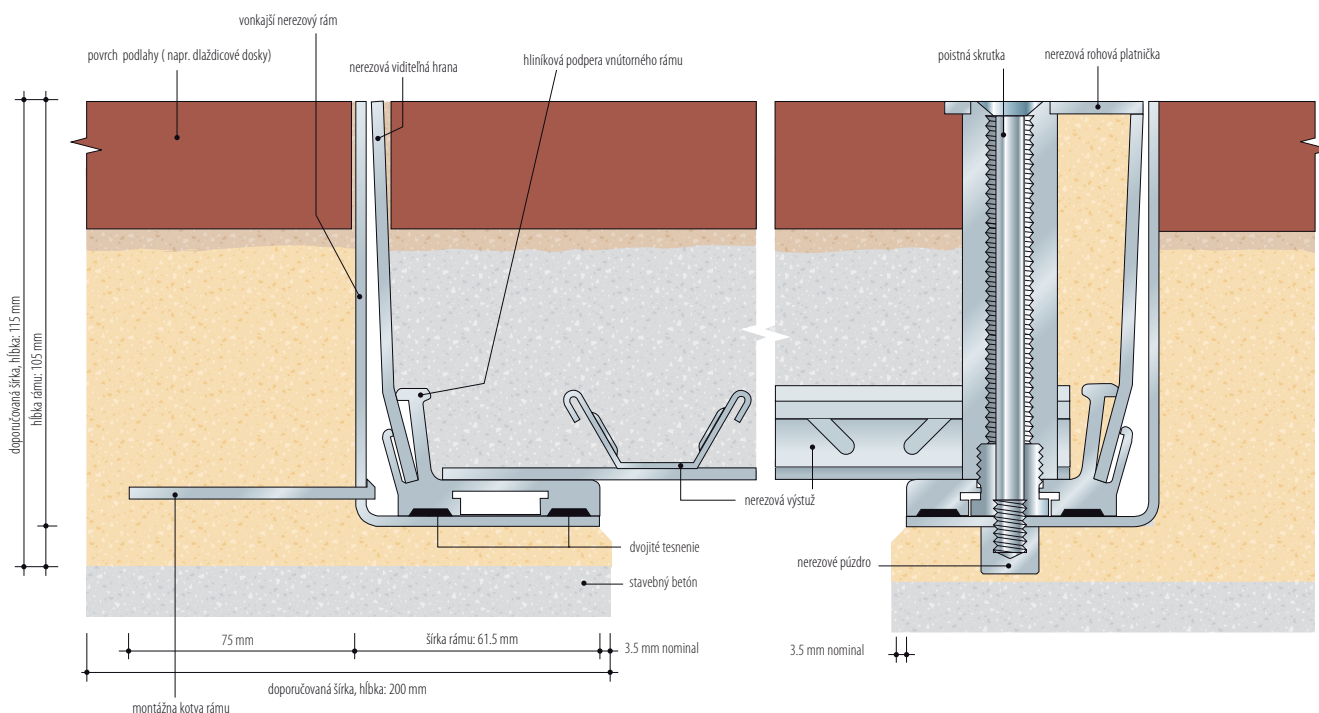 vonkajší nerezový rám
povrch podlahy ( napr. dlaždicové dosky)
nerezová viditeľná hrana
hliníková podpera vnútorného rámu
poistná skrutka
nerezová rohová platnička
doporučovaná šírka, hĺbka: 115 mm
hĺbka rámu: 105 mm
nerezová výstuž
dvojité tesnenie
nerezové púzdro
stavebný betón
75 mm
šírka rámu: 61.5 mm
3.5 mm nominal
3.5 mm nominal
doporučovaná šírka, hĺbka: 200 mm
montážna kotva rámu